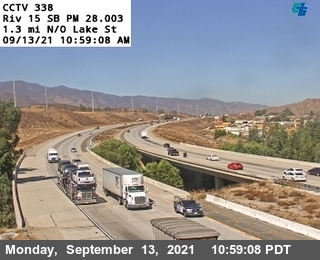 CCTV 338
Riv 15 SB PM 28.003
1.3 mi N/O Lake St
09/13/21 10:59:08 AM
Monday, September 13, 2021 10:59:08 PDT